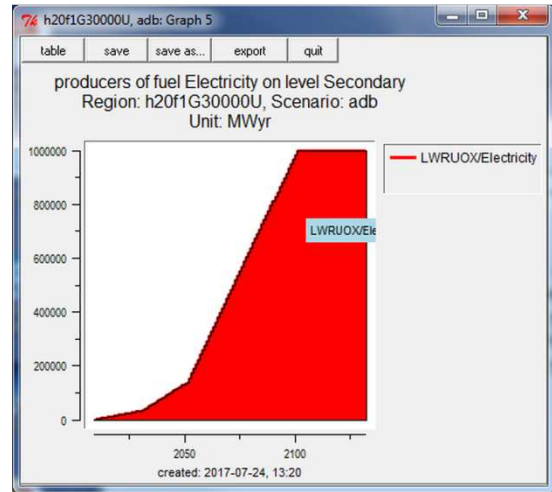 h20f1G30000U, adb: Graph 5
table save save as... export quit
producers of fuel Electricity on level Secondary
Region: h20f1G30000U, Scenario: adb
Unit: MWyr
1000000
LWRUOX/Electricity
800000
LWRUOX/Ele
600000
400000
200000
0
2050 2100
created: 2017-07-24, 13:20